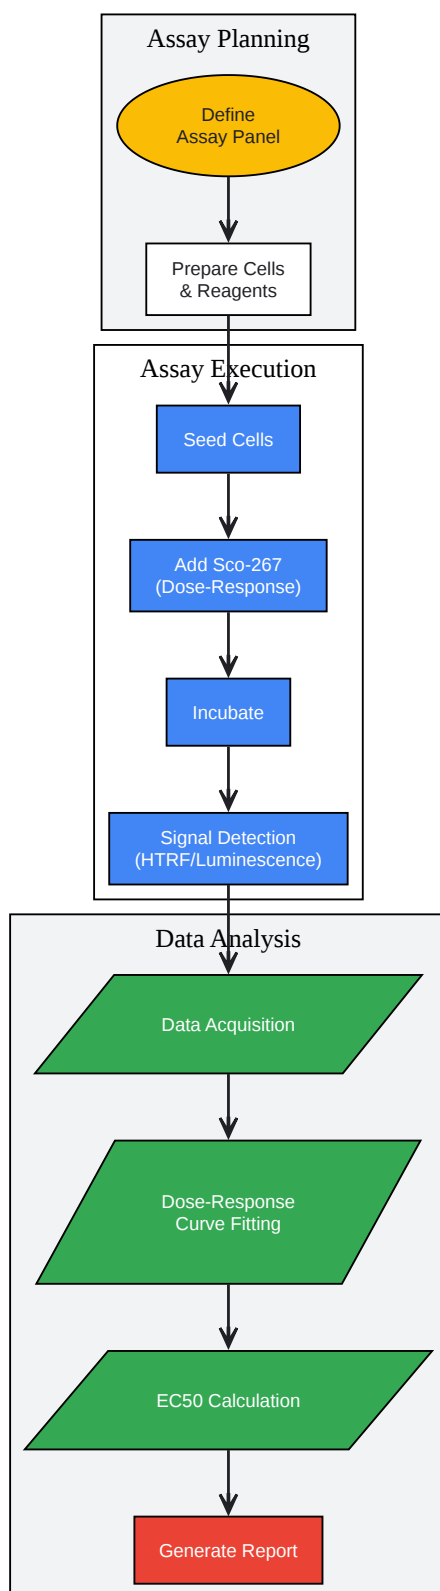 Assay Planning
Define
Assay Panel
Prepare Cells
& Reagents
Assay Execution
Seed Cells
Add Sco-267
(Dose-Response)
Incubate
Signal Detection
(HTRF/Luminescence)
Data Analysis
Data Acquisition
Dose-Response
Curve Fitting
EC50 Calculation
Generate Report